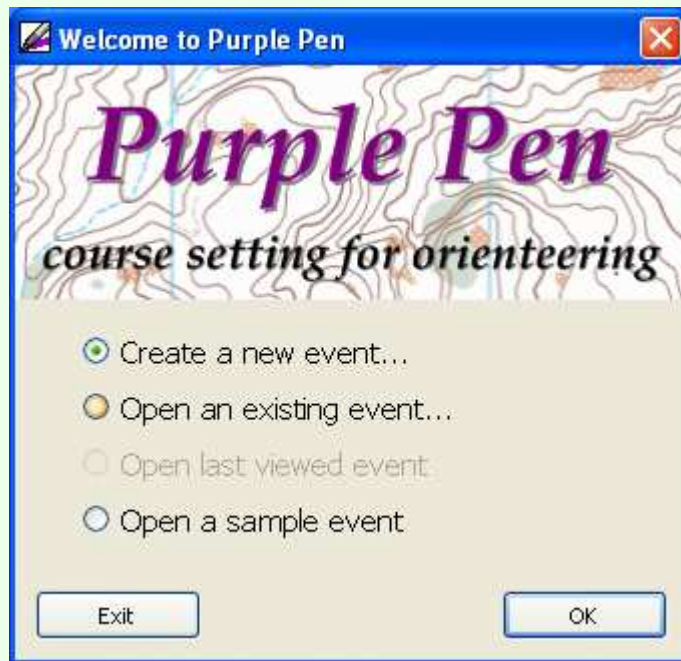 Welcome to Purple Pen
Purple Pen
course setting for orienteering
Create a new event...
Open an existing event...
Open last viewed event
Open a sample event
Exit
OK